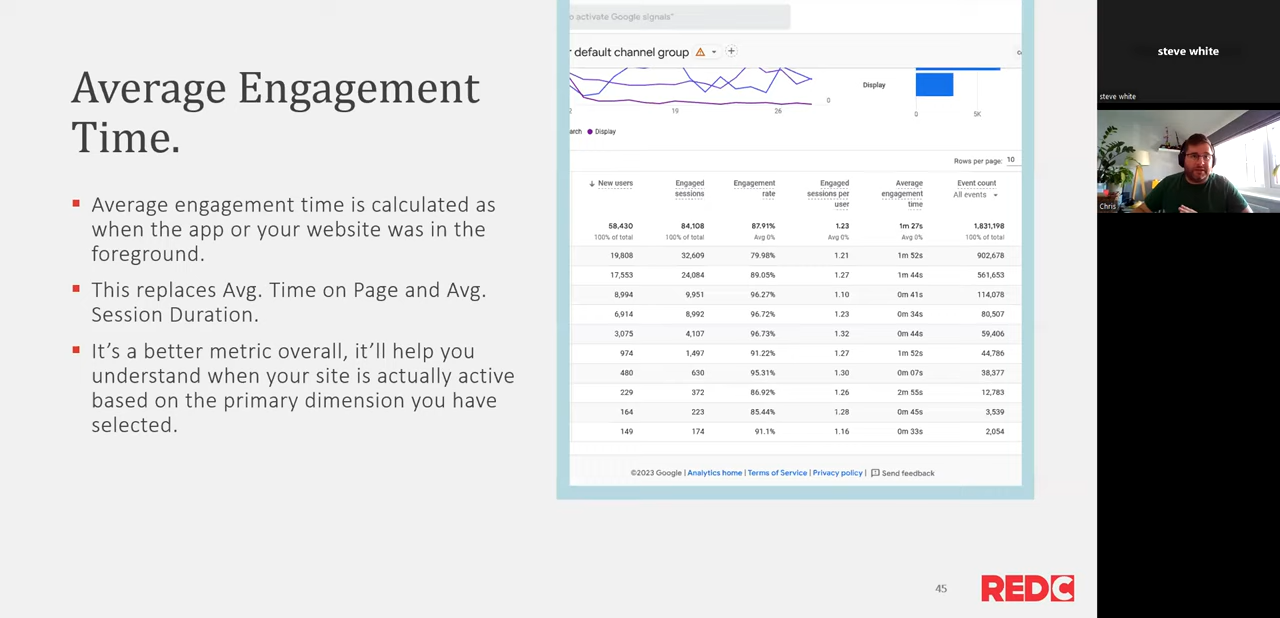 Average Engagement
Time.
Average engagement time is calculated as
when the app or your website was in the
foreground.
This replaces Avg. Time on Page and Avg.
Session Duration.
It's a better metric overall, it'll help you
understand when your site is actually active
based on the primary dimension you have
selected.
o activate Google signals"
r default channel group
Display
0
2 19 26
0 5K
arch Display
Rows per page: 10
↓ New users Engaged sessions Engagement rate Engaged sessions per user Average engagement time Event count All events
58,430 84,108 87.91% 1.23 1m 27s 1,831,198
100% of total 100% of total Avg 0% Avg 0% Avg 0% 100% of total
19,808 32,609 79.98% 1.21 1m 52s 902,678
17,553 24,084 89.05% 1.27 1m 44s 561,653
8,994 9,951 96.27% 1.10 0m 41s 114,078
6,914 8,992 96.72% 1.23 0m 34s 80,507
3,075 4,107 96.73% 1.32 0m 44s 59,406
974 1,497 91.22% 1.27 1m 52s 44,786
480 630 95.31% 1.30 0m 07s 38,377
229 372 86.92% 1.26 2m 55s 12,783
164 223 85.44% 1.28 0m 45s 3,539
149 174 91.1% 1.16 0m 33s 2,054
©2023 Google | Analytics home | Terms of Service | Privacy policy | Send feedback
45
REDC
steve white
steve white
Chris